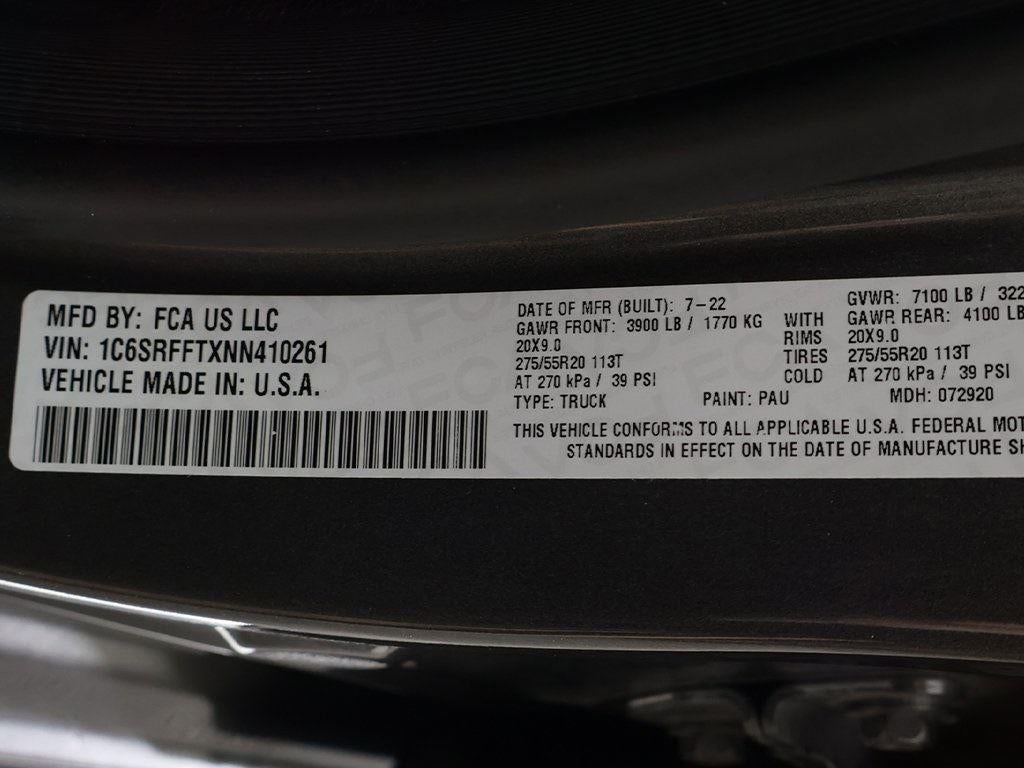 MFD BY: FCA US LLC
VIN: 1C6SRFFTXNN410261
VEHICLE MADE IN: U.S.A.
DATE OF MFR (BUILT): 7-22
GAWR FRONT: 3900 LB / 1770 KG
20X9.0
275/55R20 113T
AT 270 kPa / 39 PSI
TYPE: TRUCK
WITH
RIMS
TIRES
COLD
PAINT: PAU
GVWR: 7100 LB / 322
GAWR REAR: 4100 LB
20X9.0
275/55R20 113T
AT 270 kPa / 39 PSI
MDH: 072920
THIS VEHICLE CONFORMS TO ALL APPLICABLE U.S.A. FEDERAL MOT
STANDARDS IN EFFECT ON THE DATE OF MANUFACTURE SH